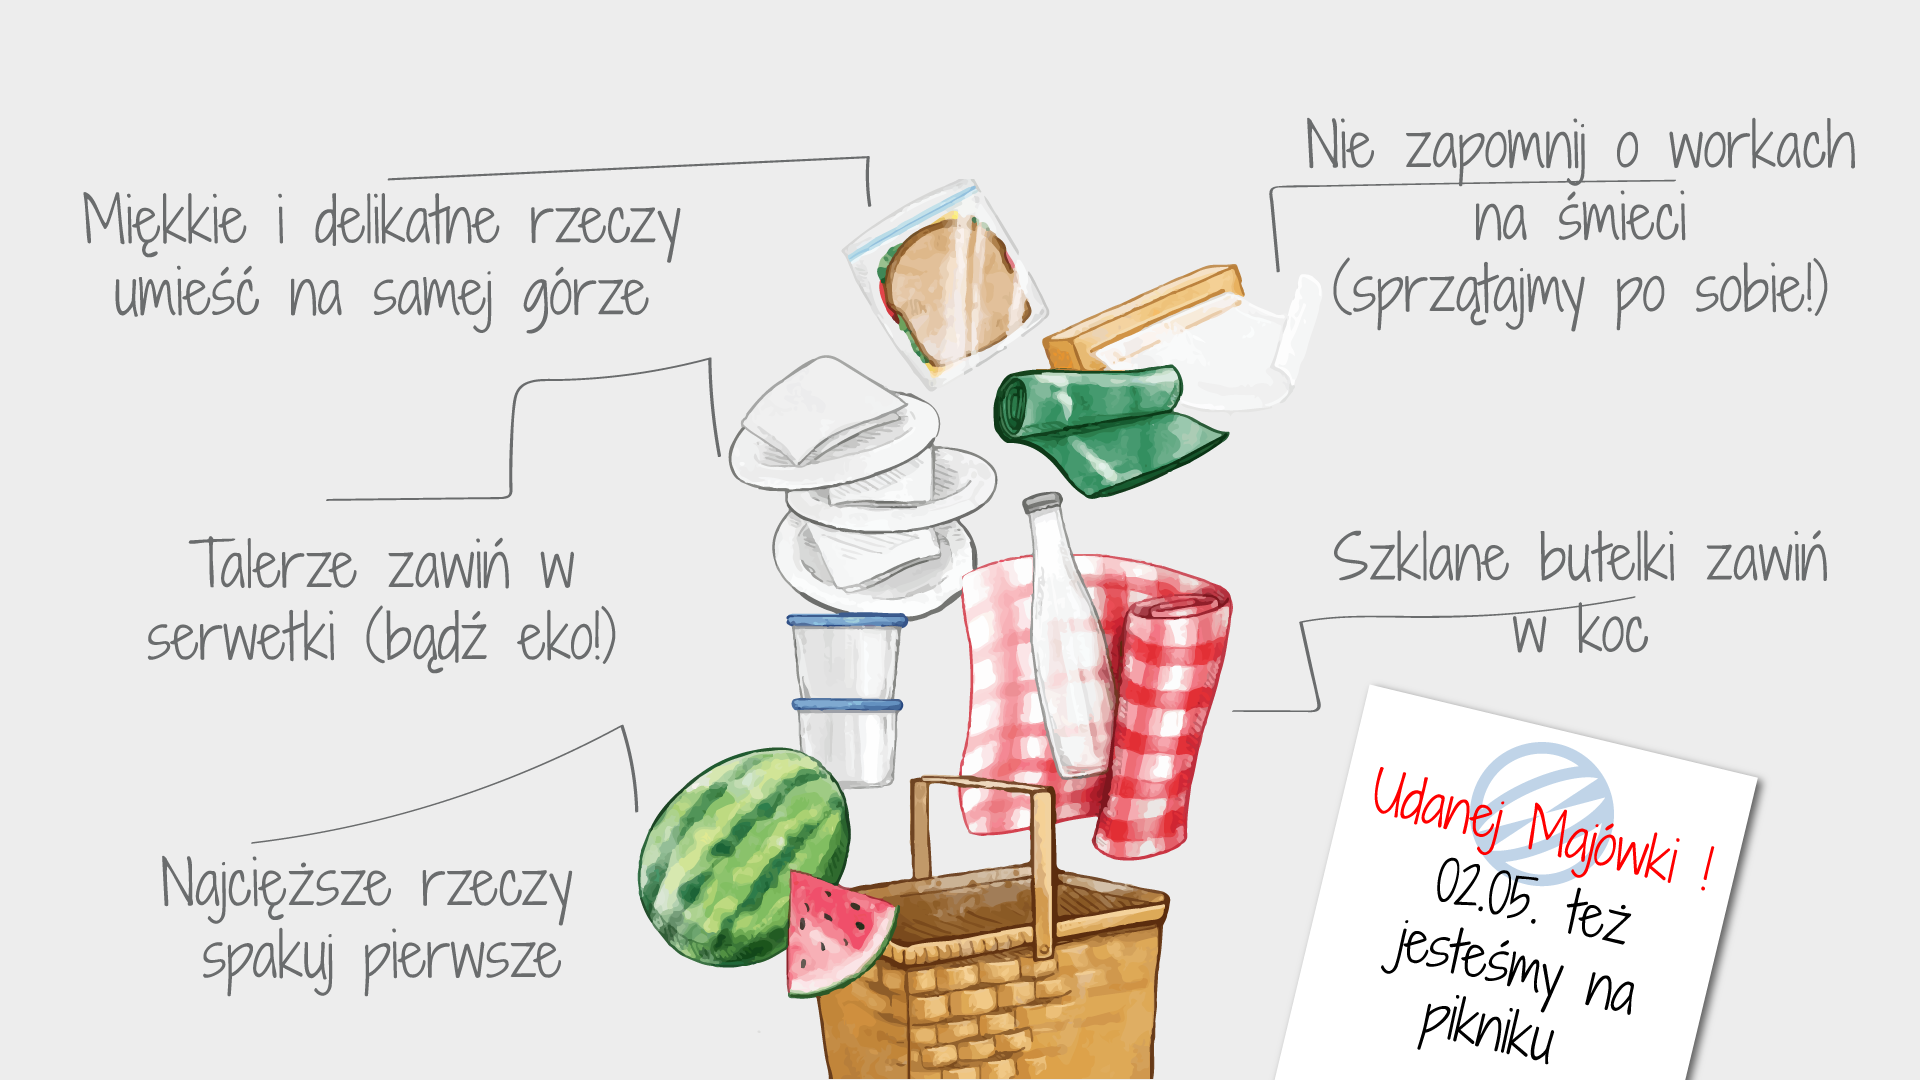 Miękkie i delikatne rzeczy
umieść na samej górze
Nie zapomnij o workach
na śmieci
(sprzątajmy po sobie!)
Talerze zawiń w
serwetki (bądź eko!)
Szklane butelki zawiń
w koc
Najcięższe rzeczy
spakuj pierwsze
Udanej Majówki !
02.05. też
jesteśmy na
pikniku